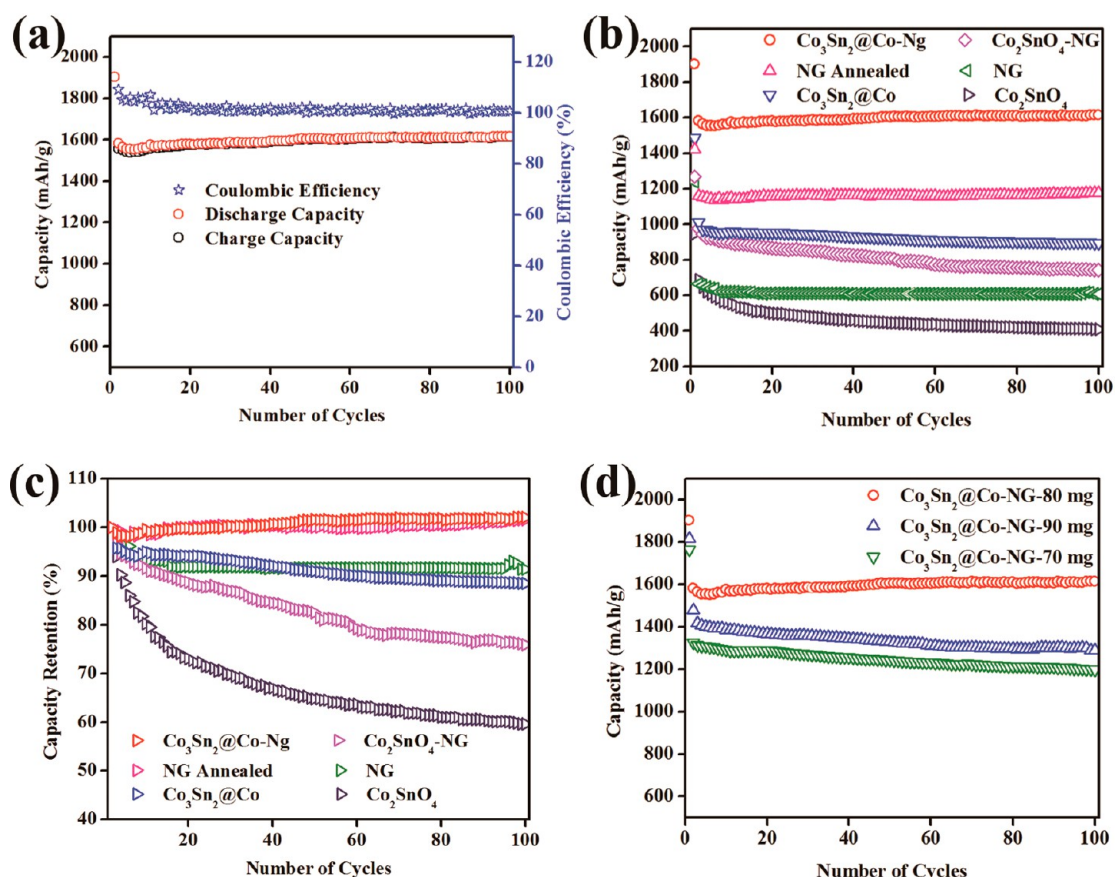 (a)
2000
1800
1600
1400
1200
1000
800
600
Capacity (mAh/g)
120
100
80
60
40
20
0
Coulombic Efficiency (%)
Coulombic Efficiency
Discharge Capacity
Charge Capacity
0 20 40 60 80 100
Number of Cycles
(b)
2000
1800
1600
1400
1200
1000
800
600
400
200
Capacity (mAh/g)
Co₃Sn₂@Co-Ng Co₂SnO₄-NG
NG Annealed NG
Co₃Sn₂@Co Co₂SnO₄
0 20 40 60 80 100
Number of Cycles
(c)
110
100
90
80
70
60
50
40
Capacity Retention (%)
Co₃Sn₂@Co-Ng Co₂SnO₄-NG
NG Annealed NG
Co₃Sn₂@Co Co₂SnO₄
20 40 60 80 100
Number of Cycles
(d)
2000
1800
1600
1400
1200
1000
800
600
Capacity (mAh/g)
Co₃Sn₂@Co-NG-80 mg
Co₃Sn₂@Co-NG-90 mg
Co₃Sn₂@Co-NG-70 mg
0 20 40 60 80 100
Number of Cycles